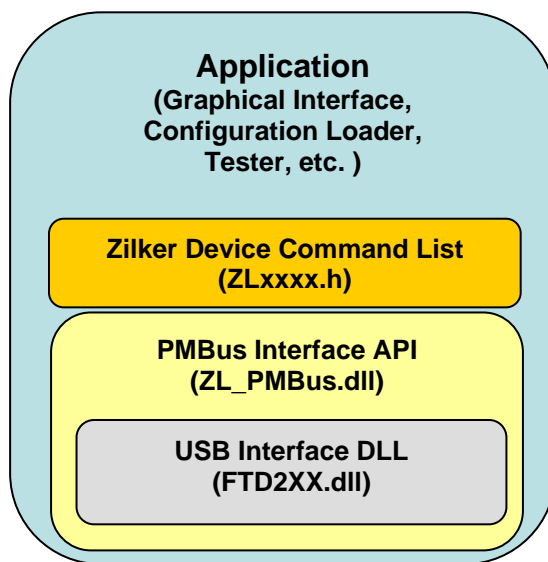 Application
(Graphical Interface,
Configuration Loader,
Tester, etc. )
Zilker Device Command List
(ZLxxxx.h)
PMBus Interface API
(ZL_PMBus.dll)
USB Interface DLL
(FTD2XX.dll)